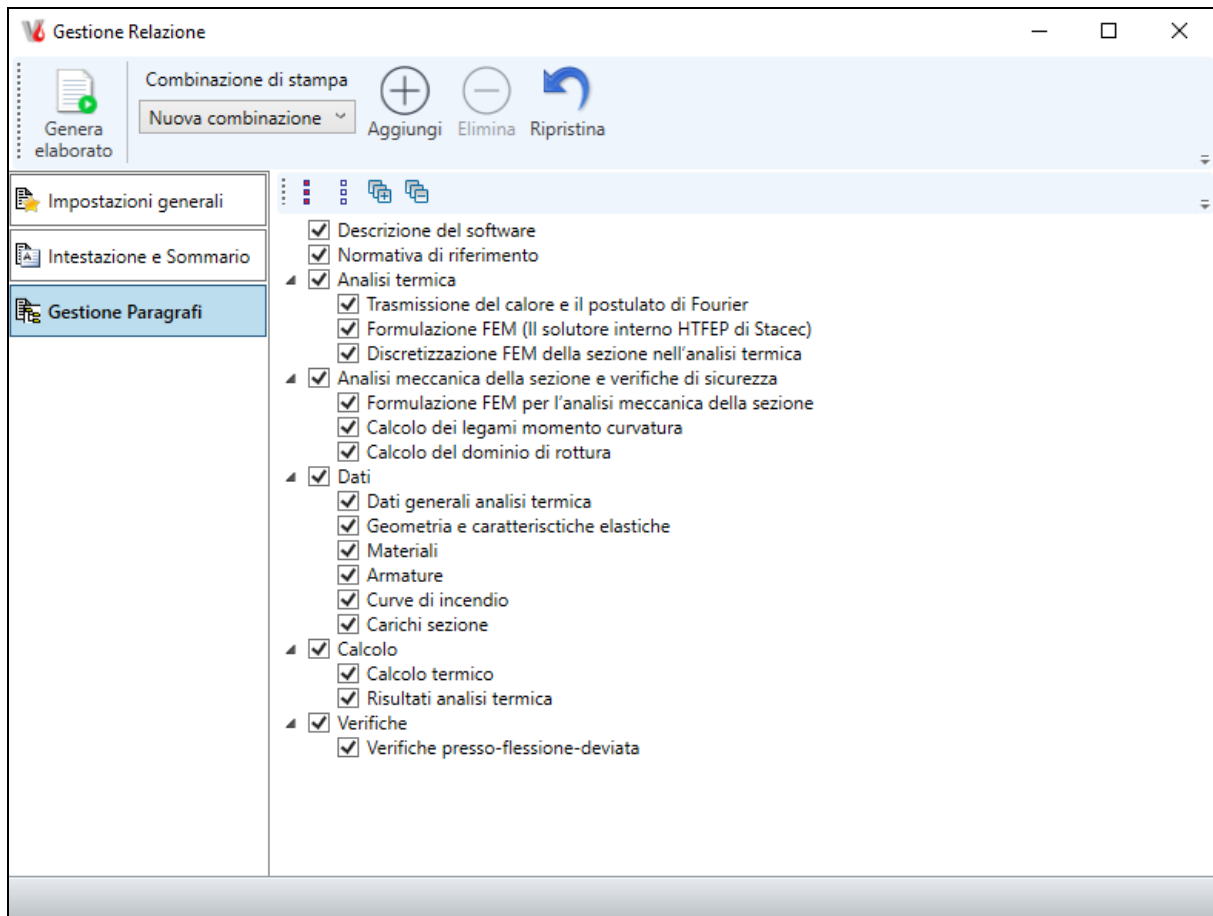 Gestione Relazione
Genera
elaborato
Combinazione di stampa
Nuova combinazione
Aggiungi
Elimina
Ripristina
Impostazioni generali
Intestazione e Sommario
Gestione Paragrafi
Descrizione del software
Normativa di riferimento
Analisi termica
Trasmissione del calore e il postulato di Fourier
Formulazione FEM (Il solutore interno HTFEP di Stacec)
Discretizzazione FEM della sezione nell'analisi termica
Analisi meccanica della sezione e verifiche di sicurezza
Formulazione FEM per l'analisi meccanica della sezione
Calcolo dei legami momento curvatura
Calcolo del dominio di rottura
Dati
Dati generali analisi termica
Geometria e caratterisctiche elastiche
Materiali
Armature
Curve di incendio
Carichi sezione
Calcolo
Calcolo termico
Risultati analisi termica
Verifiche
Verifiche presso-flessione-deviata